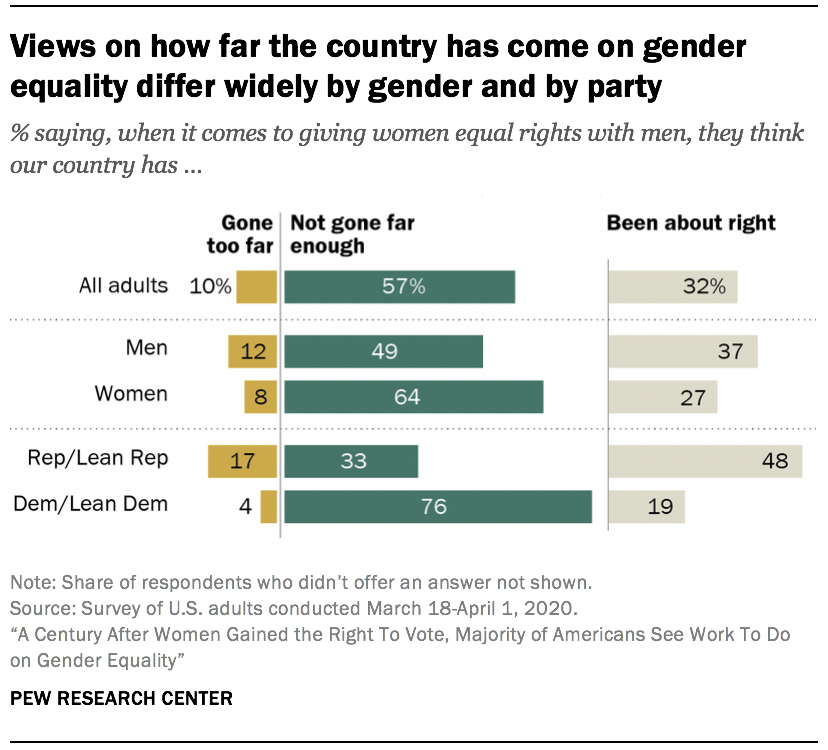 Views on how far the country has come on gender
equality differ widely by gender and by party
% saying, when it comes to giving women equal rights with men, they think
our country has ...
Gone too far
Not gone far enough
Been about right
All adults 10% 57% 32%
Men 12 49 37
Women 8 64 27
Rep/Lean Rep 17 33 48
Dem/Lean Dem 4 76 19
Note: Share of respondents who didn’t offer an answer not shown.
Source: Survey of U.S. adults conducted March 18-April 1, 2020.
“A Century After Women Gained the Right To Vote, Majority of Americans See Work To Do
on Gender Equality”
PEW RESEARCH CENTER